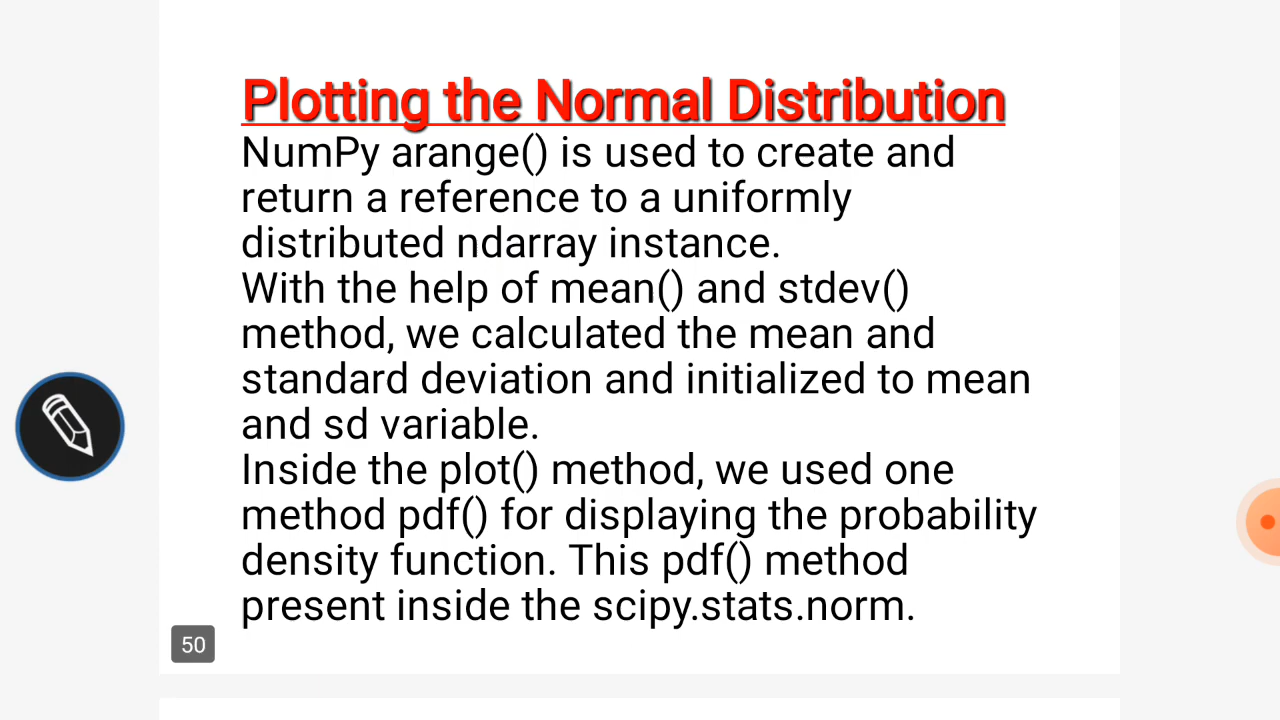 Plotting the Normal Distribution
NumPy arange() is used to create and
return a reference to a uniformly
distributed ndarray instance.
With the help of mean() and stdev()
method, we calculated the mean and
standard deviation and initialized to mean
and sd variable.
Inside the plot() method, we used one
method pdf() for displaying the probability
density function. This pdf() method
present inside the scipy.stats.norm.
50